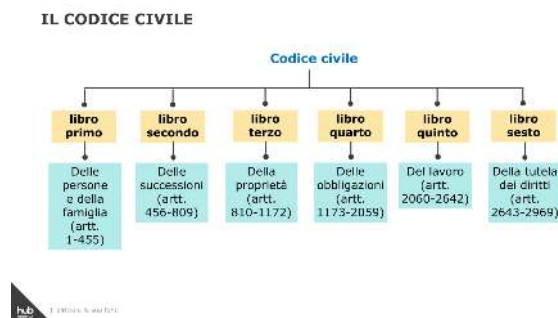 IL CODICE CIVILE
Codice civile
libro
primo
libro
secondo
libro
terzo
libro
quarto
libro
quinto
libro
sesto
Delle
persone
e della
famiglia
(artt.
1-455)
Delle
successioni
(artt.
456-809)
Della
proprietà
(artt.
810-1172)
Delle
obbligazioni
(artt.
1173-2059)
Del lavoro
(artt.
2060-2642)
Della tutela
dei diritti
(artt.
2643-2969)
hub